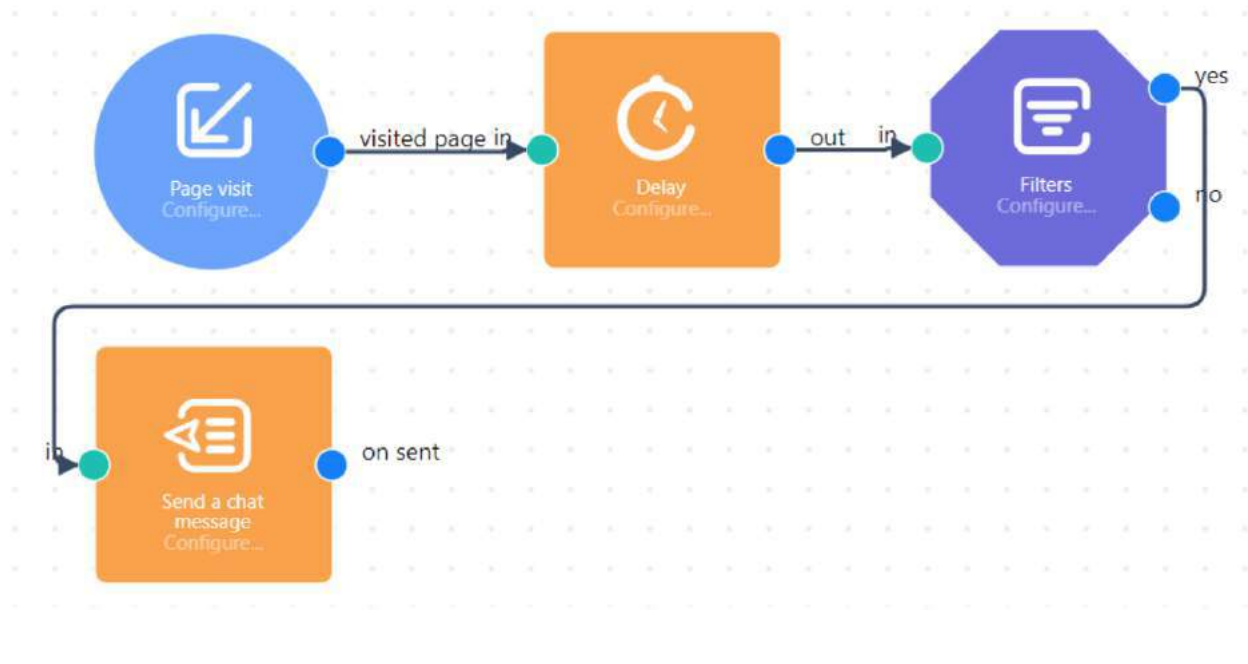 Page visit
Configure...
visited page
in
Delay
Configure...
out
in
Filters
Configure...
yes
no
in
Send a chat
message
Configure...
on sent